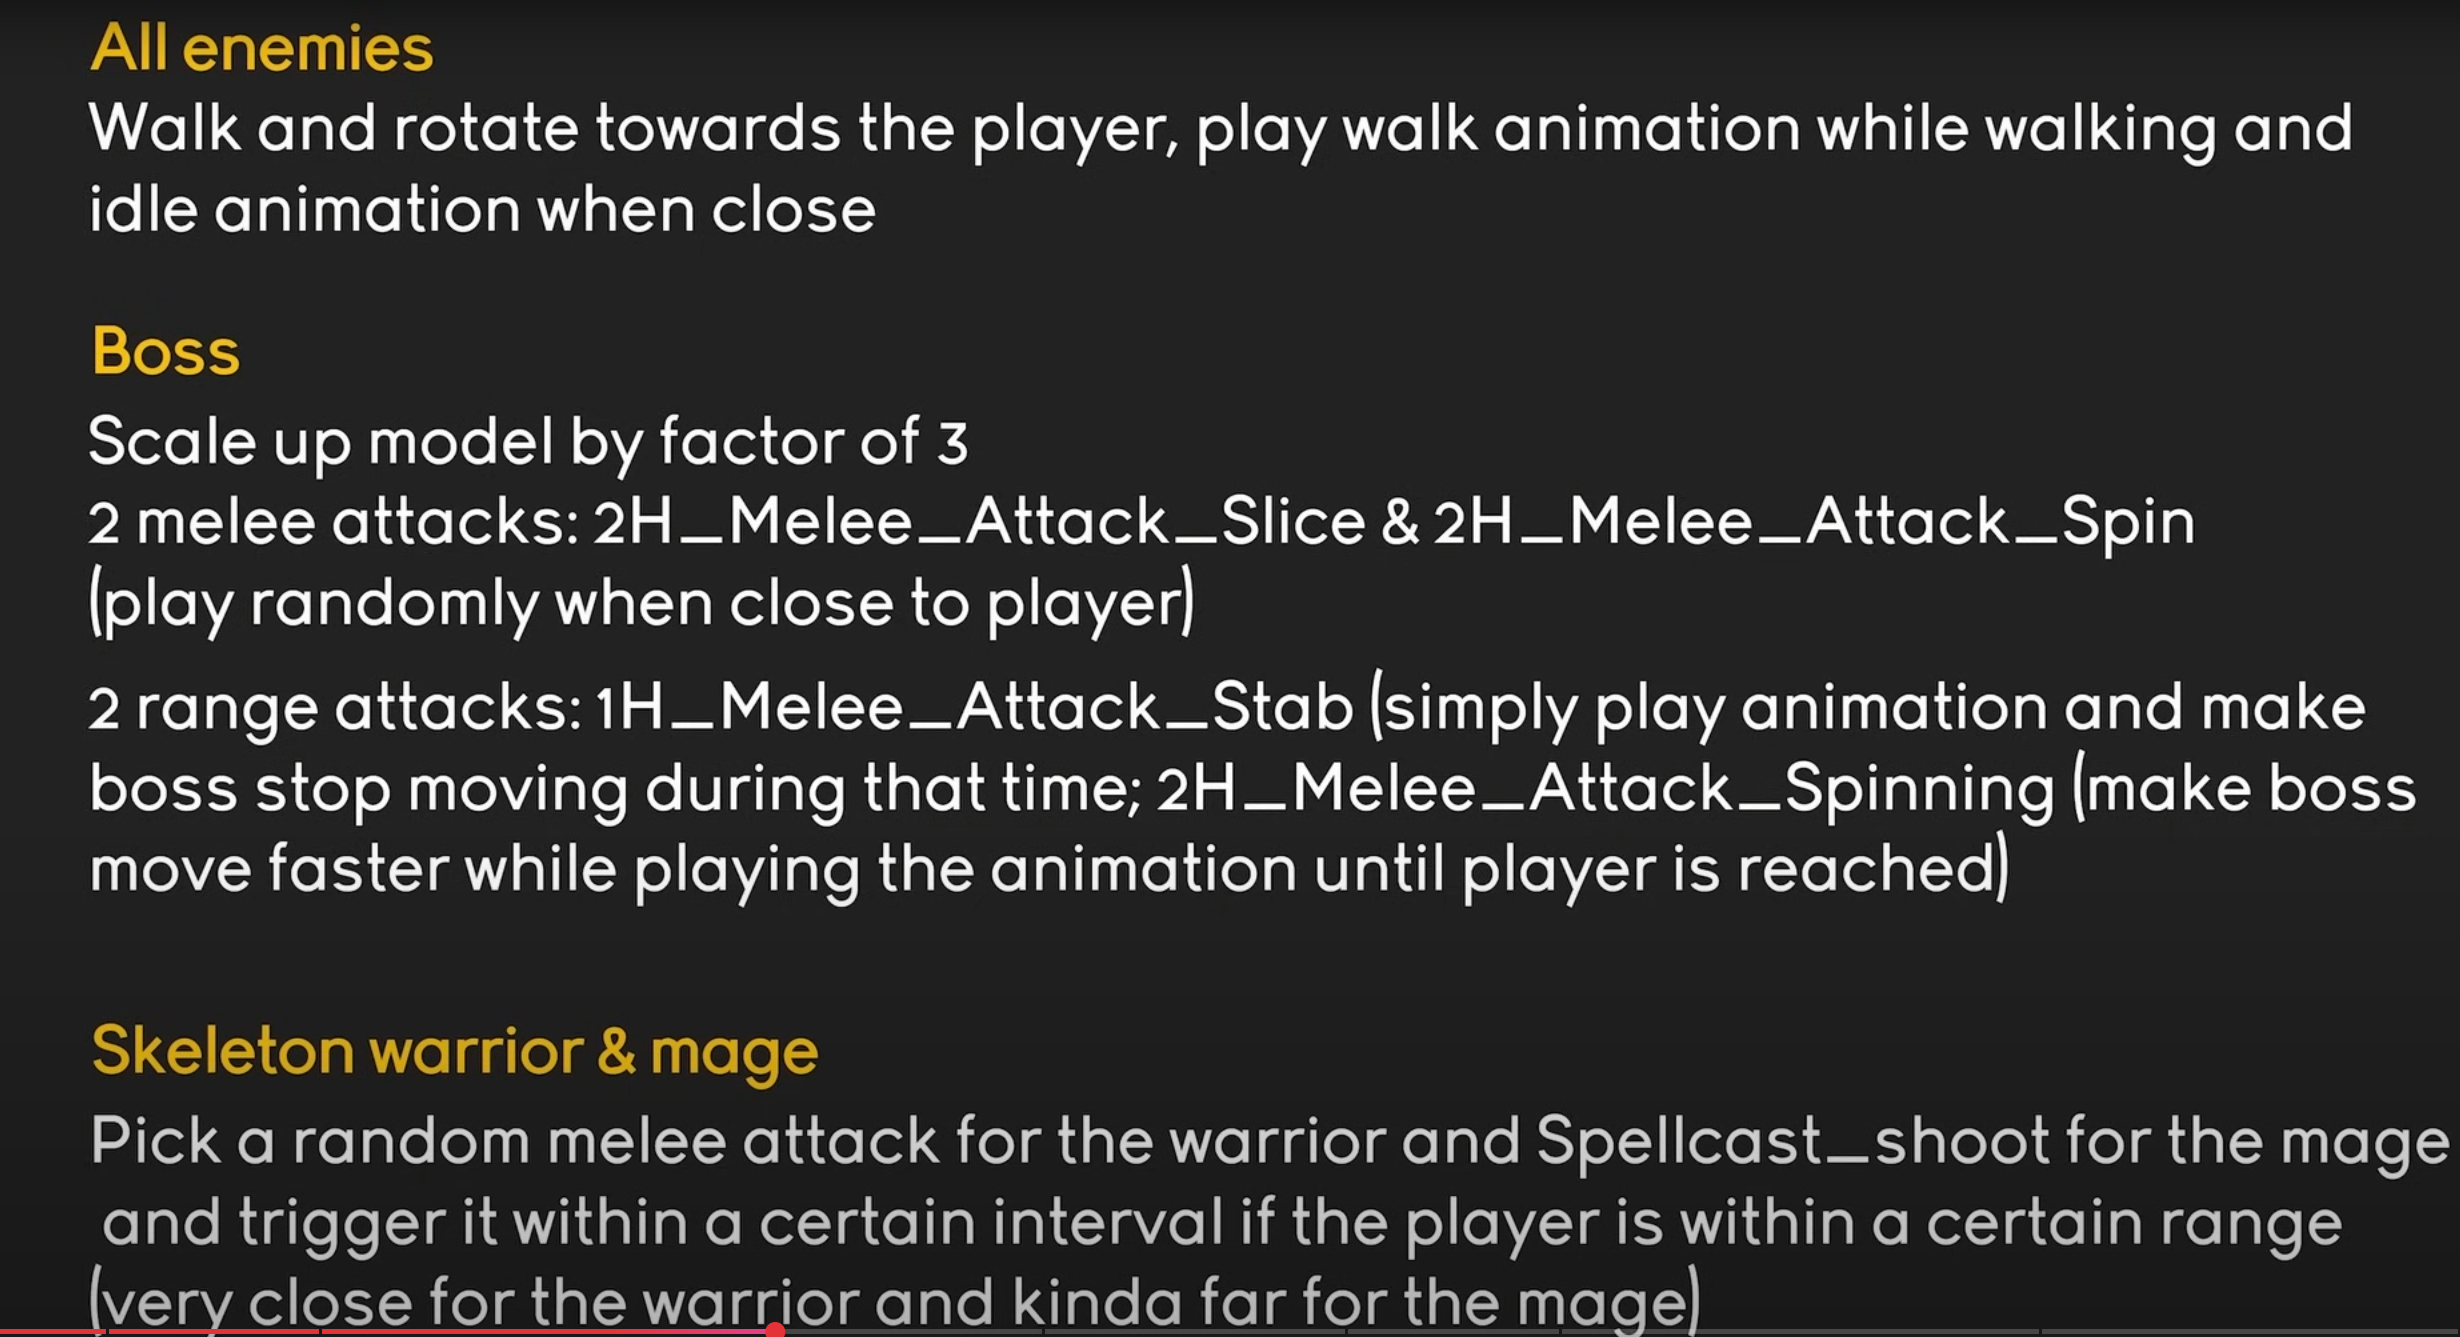 All enemies
Walk and rotate towards the player, play walk animation while walking and
idle animation when close
Boss
Scale up model by factor of 3
2 melee attacks: 2H_Melee_Attack_Slice & 2H_Melee_Attack_Spin
(play randomly when close to player)
2 range attacks: 1H_Melee_Attack_Stab (simply play animation and make
boss stop moving during that time; 2H_Melee_Attack_Spinning (make boss
move faster while playing the animation until player is reached)
Skeleton warrior & mage
Pick a random melee attack for the warrior and Spellcast_shoot for the mage
and trigger it within a certain interval if the player is within a certain range
(very close for the warrior and kinda far for the mage)